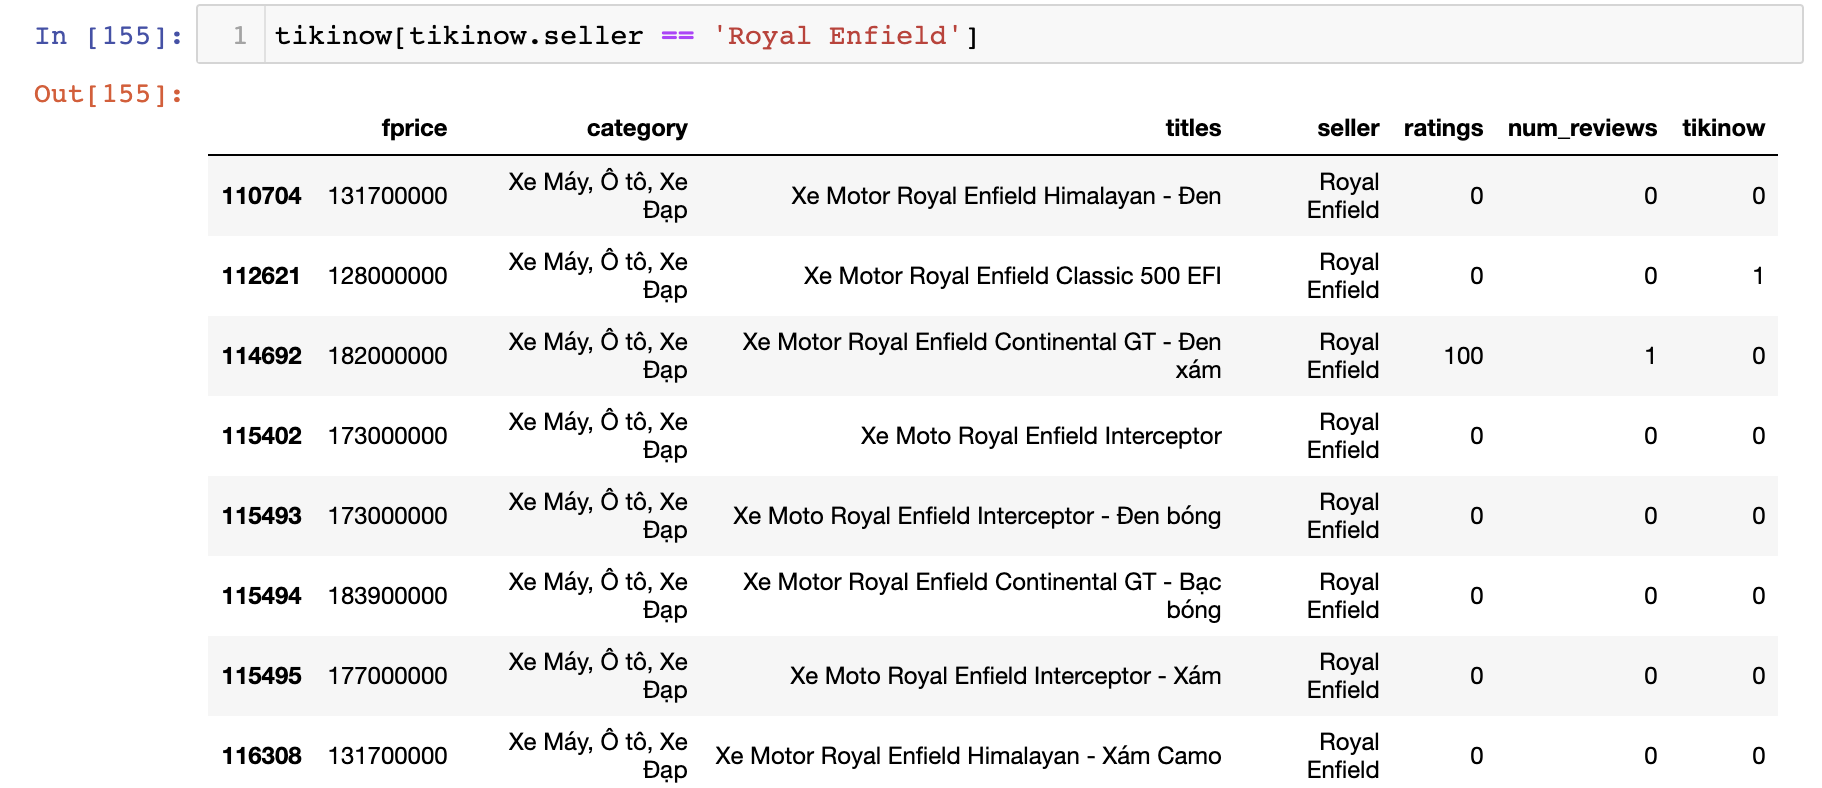 In [155]: 1 tikinow[tikinow.seller == 'Royal Enfield']
Out[155]:
fprice category titles seller ratings num_reviews tikinow
110704 131700000 Xe Máy, Ô tô, Xe Đạp Xe Motor Royal Enfield Himalayan - Đen Royal Enfield 0 0 0
112621 128000000 Xe Máy, Ô tô, Xe Đạp Xe Motor Royal Enfield Classic 500 EFI Royal Enfield 0 0 1
114692 182000000 Xe Máy, Ô tô, Xe Đạp Xe Motor Royal Enfield Continental GT - Đen xám Royal Enfield 100 1 0
115402 173000000 Xe Máy, Ô tô, Xe Đạp Xe Moto Royal Enfield Interceptor Royal Enfield 0 0 0
115493 173000000 Xe Máy, Ô tô, Xe Đạp Xe Moto Royal Enfield Interceptor - Đen bóng Royal Enfield 0 0 0
115494 183900000 Xe Máy, Ô tô, Xe Đạp Xe Motor Royal Enfield Continental GT - Bạc bóng Royal Enfield 0 0 0
115495 177000000 Xe Máy, Ô tô, Xe Đạp Xe Moto Royal Enfield Interceptor - Xám Royal Enfield 0 0 0
116308 131700000 Xe Máy, Ô tô, Xe Đạp Xe Motor Royal Enfield Himalayan - Xám Camo Royal Enfield 0 0 0